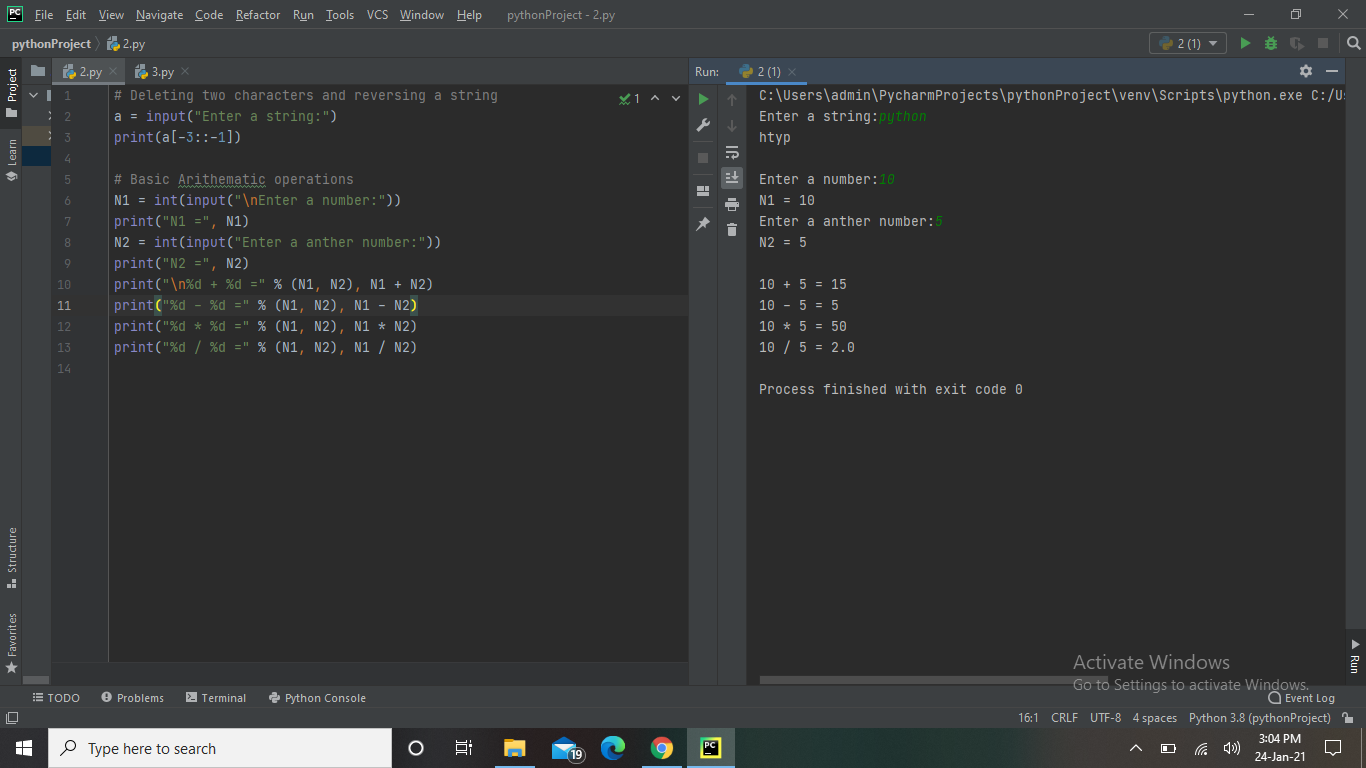 PC File Edit View Navigate Code Refactor Run Tools VCS Window Help pythonProject - 2.py
pythonProject 2.py 2 (1)
Project
Learn
Structure
Favorites
2.py 3.py
1 # Deleting two characters and reversing a string
2 a = input("Enter a string:")
3 print(a[-3::-1])
4
5 # Basic Arithematic operations
6 N1 = int(input("\nEnter a number:"))
7 print("N1 =", N1)
8 N2 = int(input("Enter a anther number:"))
9 print("N2 =", N2)
10 print("\n%d + %d =" % (N1, N2), N1 + N2)
11 print("%d - %d =" % (N1, N2), N1 - N2)
12 print("%d * %d =" % (N1, N2), N1 * N2)
13 print("%d / %d =" % (N1, N2), N1 / N2)
14
1
Run: 2 (1)
C:\Users\admin\PycharmProjects\pythonProject\venv\Scripts\python.exe C:/U
Enter a string:python
htyp
Enter a number:10
N1 = 10
Enter a anther number:5
N2 = 5
10 + 5 = 15
10 - 5 = 5
10 * 5 = 50
10 / 5 = 2.0
Process finished with exit code 0
Activate Windows
Go to Settings to activate Windows.
Run
TODO Problems Terminal Python Console Event Log
16:1 CRLF UTF-8 4 spaces Python 3.8 (pythonProject)
Type here to search
19
PC
3:04 PM
24-Jan-21